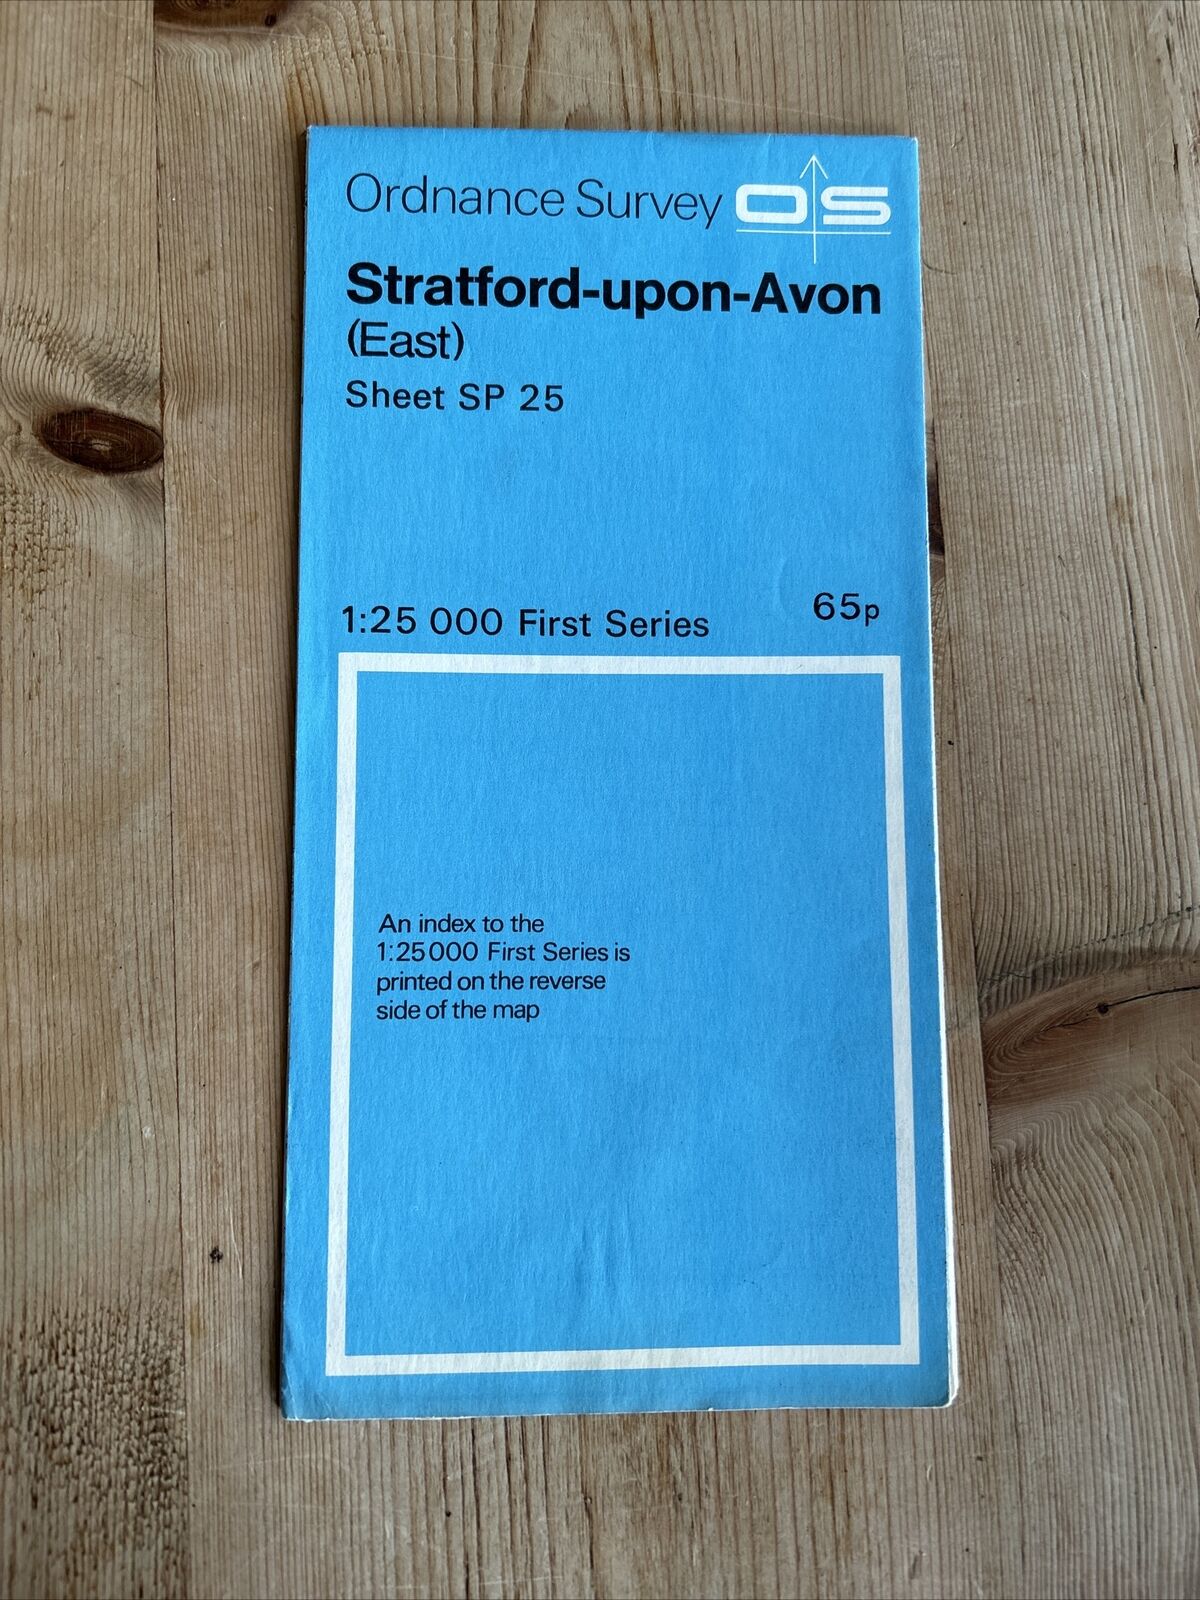 Ordnance Survey OS
Stratford-upon-Avon
(East)
Sheet SP 25
1:25 000 First Series 65p
An index to the
1:25000 First Series is
printed on the reverse
side of the map